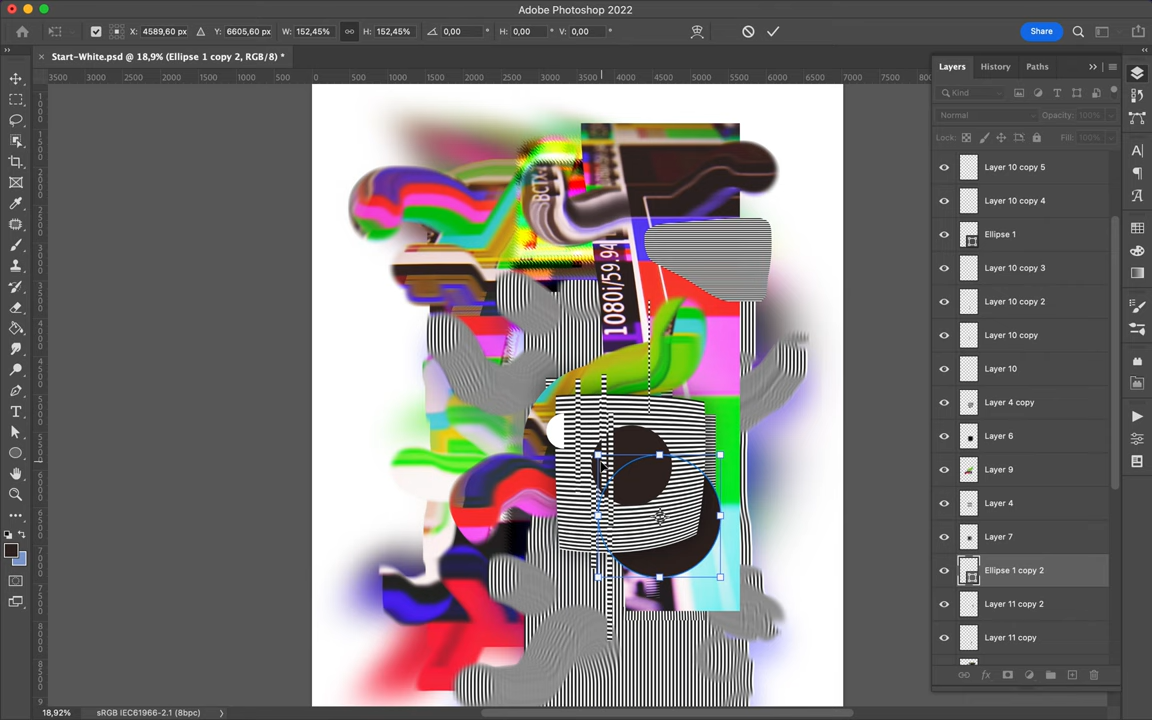 Adobe Photoshop 2022
X: 4589,60 px
Y: 6605,60 px
W: 152,45%
H: 152,45%
0,00 °
H: 0,00 °
V: 0,00 °
Share
× Start-White.psd @ 18,9% (Ellipse 1 copy 2, RGB/8) *
3500 3000 2500 2000 1500 1000 500 0 500 1000 1500 2000 2500 3000 3500 4000 4500 5000 5500 6000 6500 7000 7500 800
Layers History Paths
Kind
Normal Opacity: 100%
Lock: Fill: 100%
Layer 10 copy 5
Layer 10 copy 4
Ellipse 1
Layer 10 copy 3
Layer 10 copy 2
Layer 10 copy
Layer 10
Layer 4 copy
Layer 6
Layer 9
Layer 4
Layer 7
Ellipse 1 copy 2
Layer 11 copy 2
Layer 11 copy
1080i/59.94
18,92% sRGB IEC61966-2.1 (8bpc)